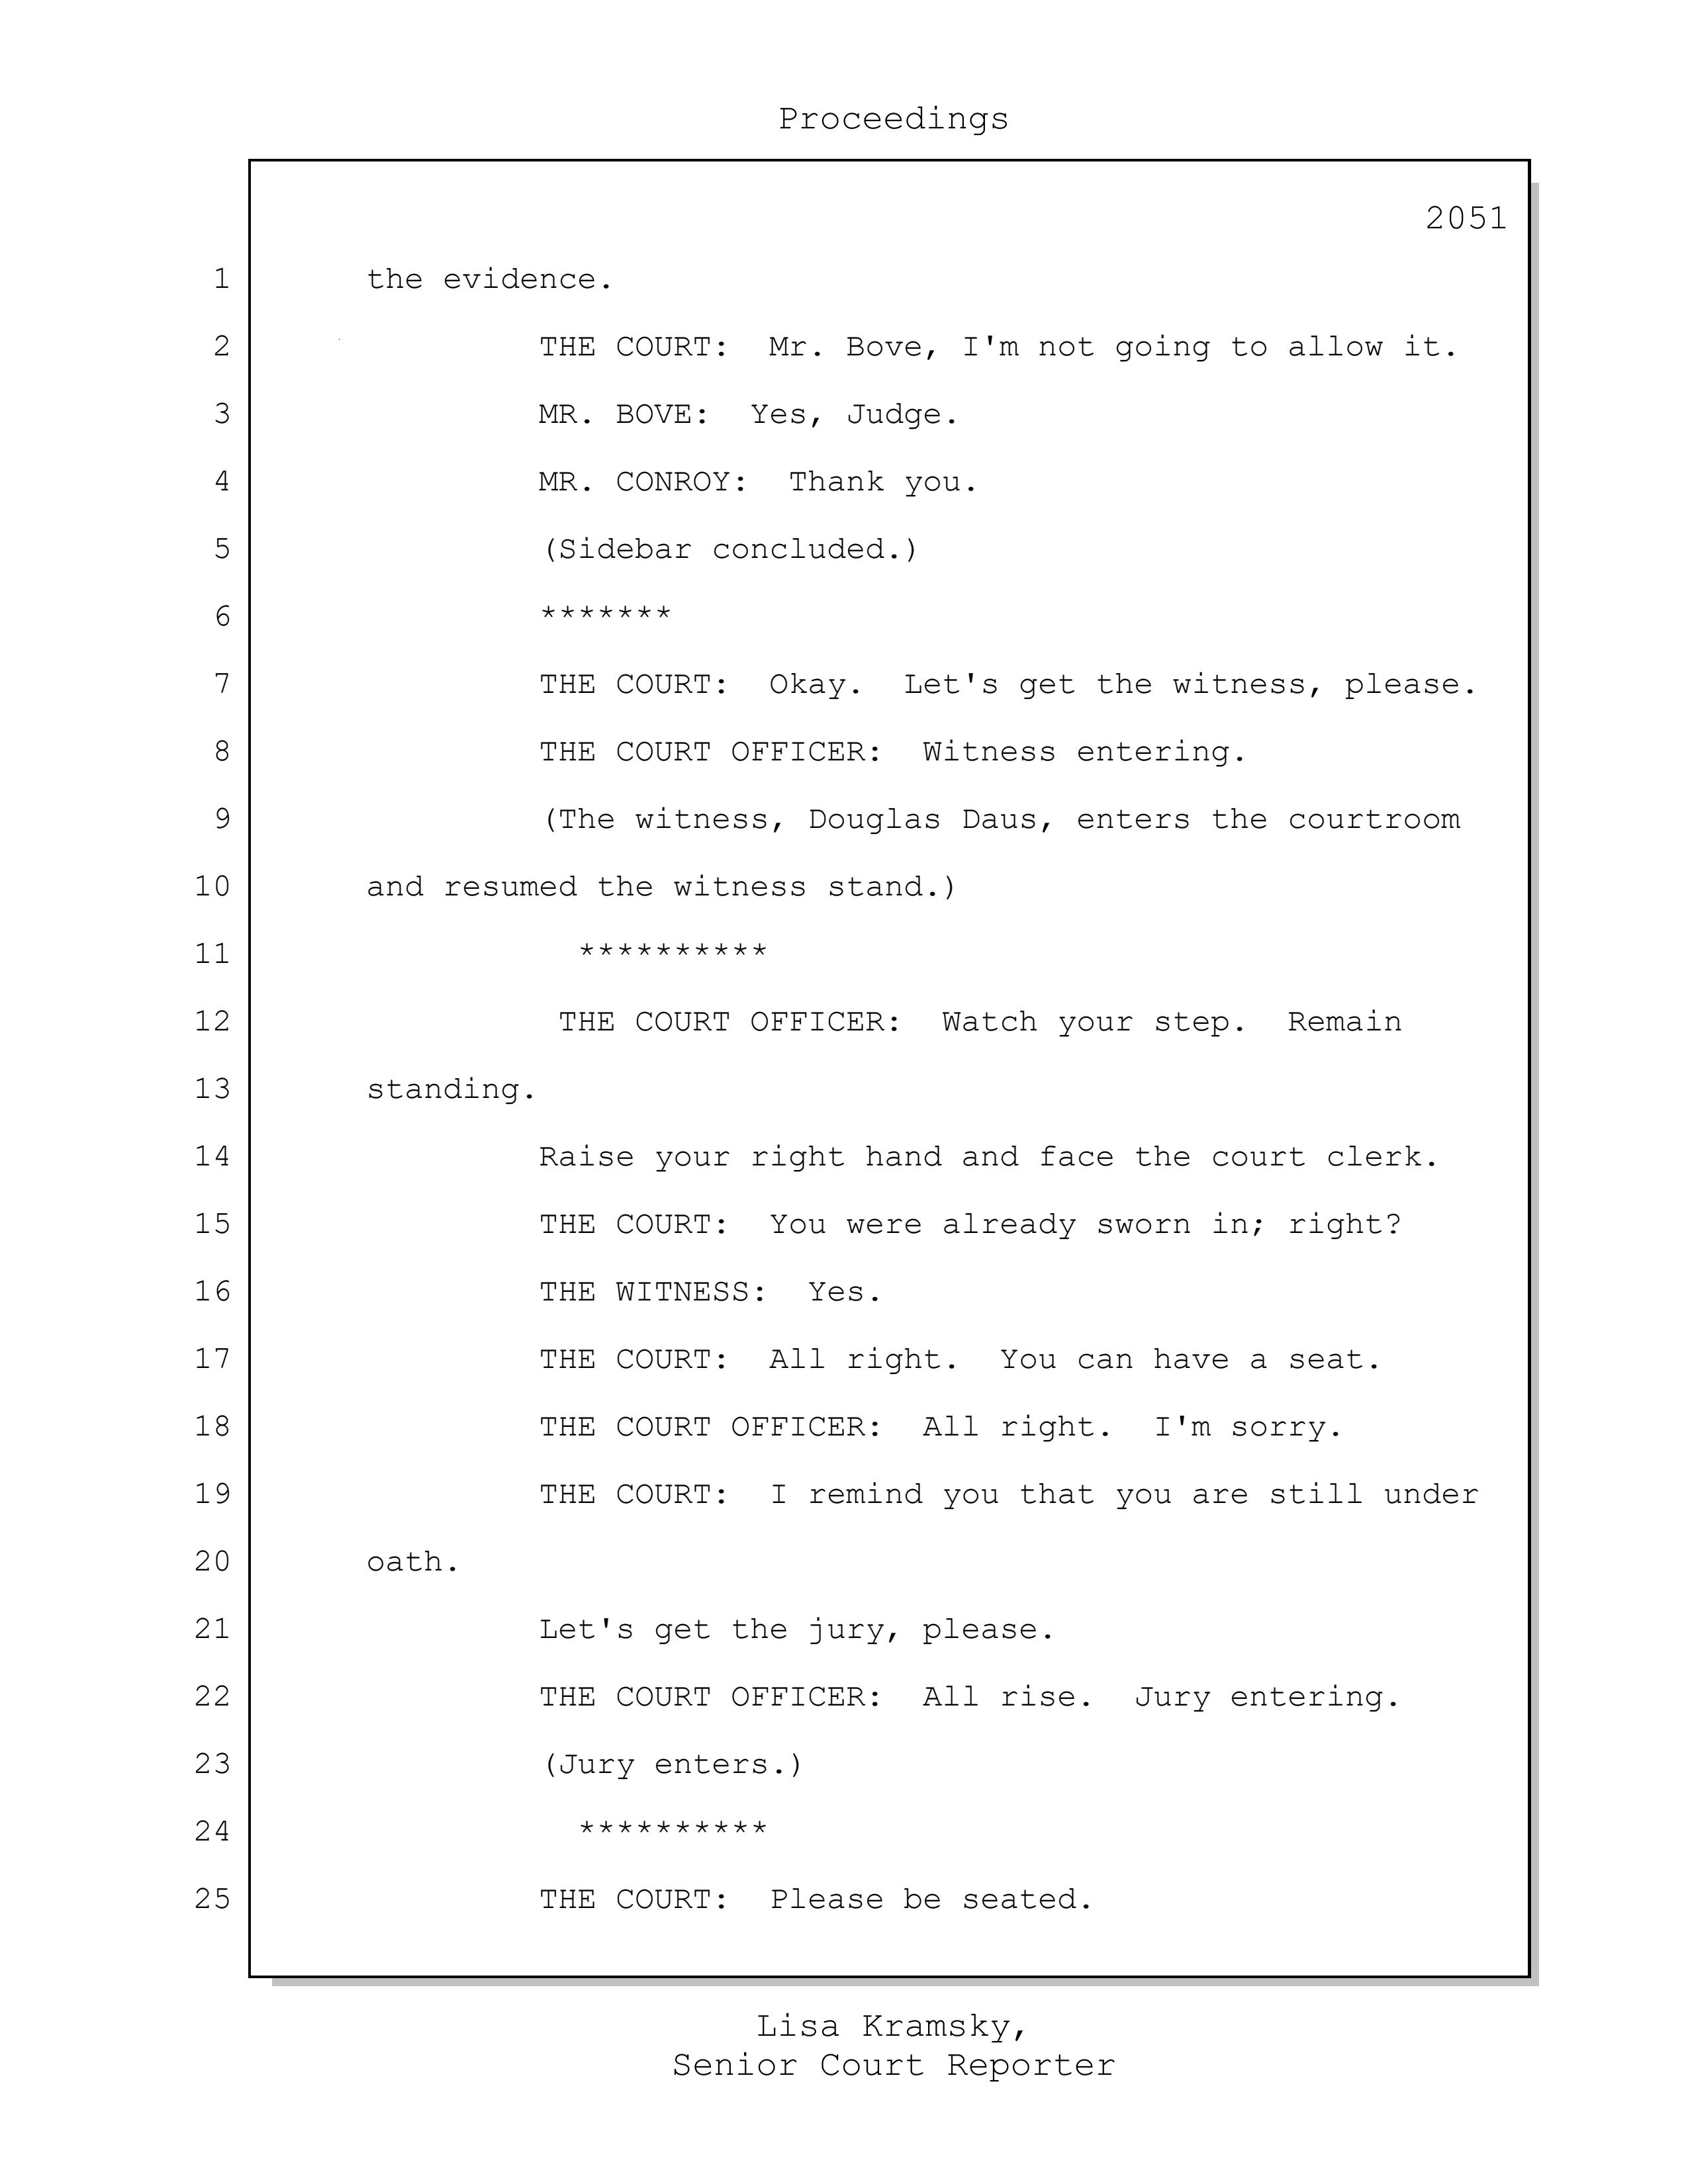 Proceedings
2051
1 the evidence.
2 THE COURT:  Mr. Bove, I'm not going to allow it.
3 MR. BOVE:  Yes, Judge.
4 MR. CONROY:  Thank you.
5 (Sidebar concluded.)
6 *******
7 THE COURT:  Okay.  Let's get the witness, please.
8 THE COURT OFFICER:  Witness entering.
9 (The witness, Douglas Daus, enters the courtroom
10 and resumed the witness stand.)
11 **********
12 THE COURT OFFICER:  Watch your step.  Remain
13 standing.
14 Raise your right hand and face the court clerk.
15 THE COURT:  You were already sworn in; right?
16 THE WITNESS:  Yes.
17 THE COURT:  All right.  You can have a seat.
18 THE COURT OFFICER:  All right.  I'm sorry.
19 THE COURT:  I remind you that you are still under
20 oath.
21 Let's get the jury, please.
22 THE COURT OFFICER:  All rise.  Jury entering.
23 (Jury enters.)
24 **********
25 THE COURT:  Please be seated.
Lisa Kramsky,
Senior Court Reporter